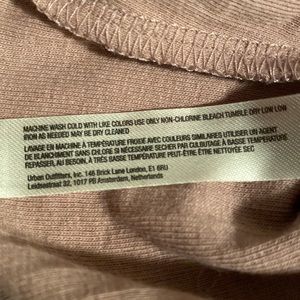 MACHINE WASH COLD WITH LIKE COLORS USE ONLY NON-CHLORINE BLEACH TUMBLE DRY LOW LOW
IRON AS NEEDED MAY BE DRY CLEANED
LAVAGE EN MACHINE À TEMPÉRATURE FROIDE AVEC COULEURS SIMILAIRES UTILISER UN AGENT
DE BLANCHIMENT SANS CHLORE SI NÉCESSAIRE SÉCHER PAR CULBUTAGE À BASSE TEMPÉRATURE
REPASSER, AU BESOIN, À TRÈS BASSE TEMPÉRATURE PEUT-ÊTRE ÊTRE NETTOYÉE SEC
Urban Outfitters, Inc. 146 Brick Lane London, E1 6RU
Leidsestraat 32, 1017 PB Amsterdam, Netherlands